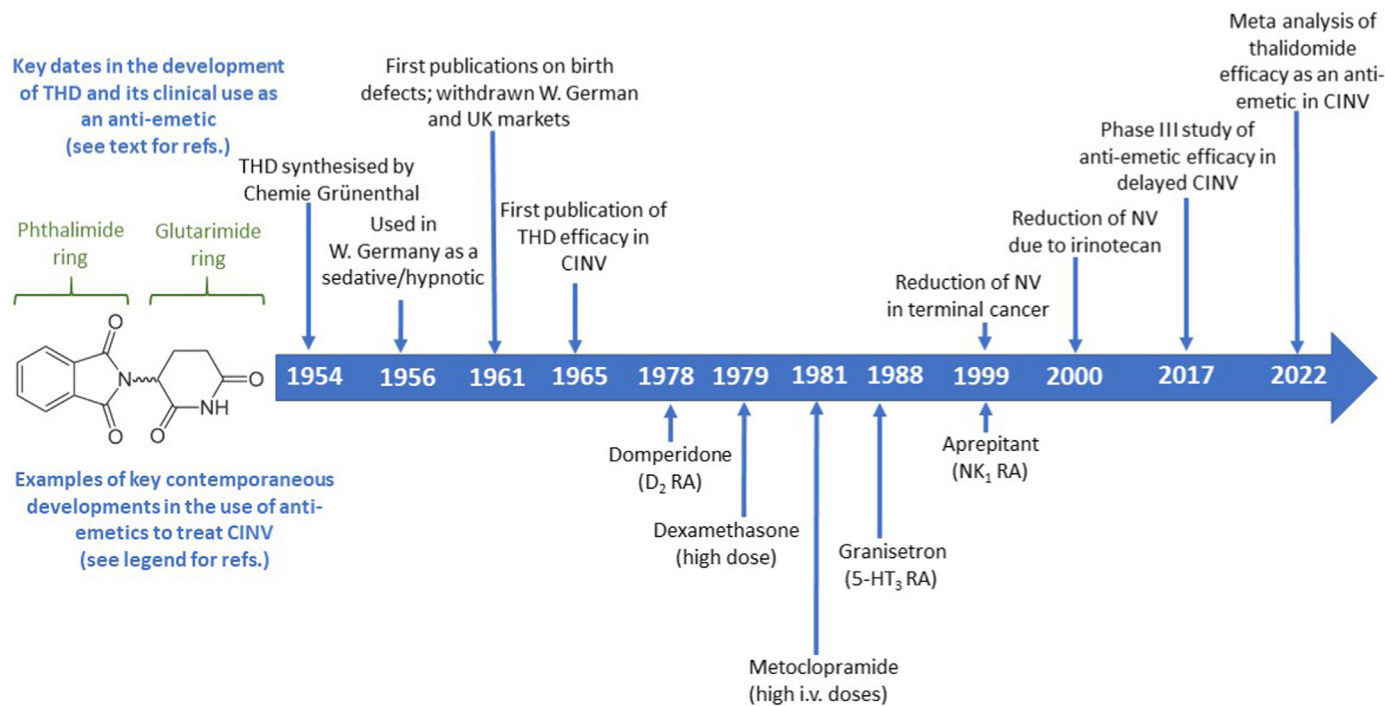 Key dates in the development
of THD and its clinical use as
an anti-emetic
(see text for refs.)
Phthalimide
ring
Glutarimide
ring
O
N
O
O
NH
O
THD synthesised by
Chemie Grünenthal
Used in
W. Germany as a
sedative/hypnotic
First publications on birth
defects; withdrawn W. German
and UK markets
First publication of
THD efficacy in
CINV
Reduction of NV
in terminal cancer
Reduction of NV
due to irinotecan
Phase III study of
anti-emetic efficacy in
delayed CINV
Meta analysis of
thalidomide
efficacy as an anti-
emetic in CINV
1954 1956 1961 1965 1978 1979 1981 1988 1999 2000 2017 2022
Examples of key contemporaneous
developments in the use of anti-
emetics to treat CINV
(see legend for refs.)
Domperidone
(D₂ RA)
Dexamethasone
(high dose)
Metoclopramide
(high i.v. doses)
Granisetron
(5-HT₃ RA)
Aprepitant
(NK₁ RA)